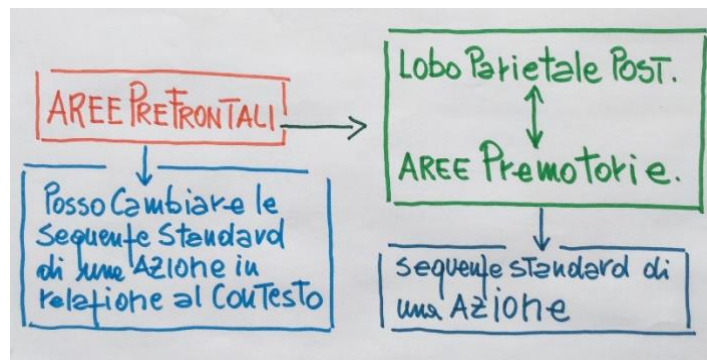 AREE PREFRONTALI
Posso Cambiare le
Sequenze Standard
di una Azione in
relazione al Contesto
Lobo Parietale Post.
AREE Premotorie.
Sequenze standard di
una Azione